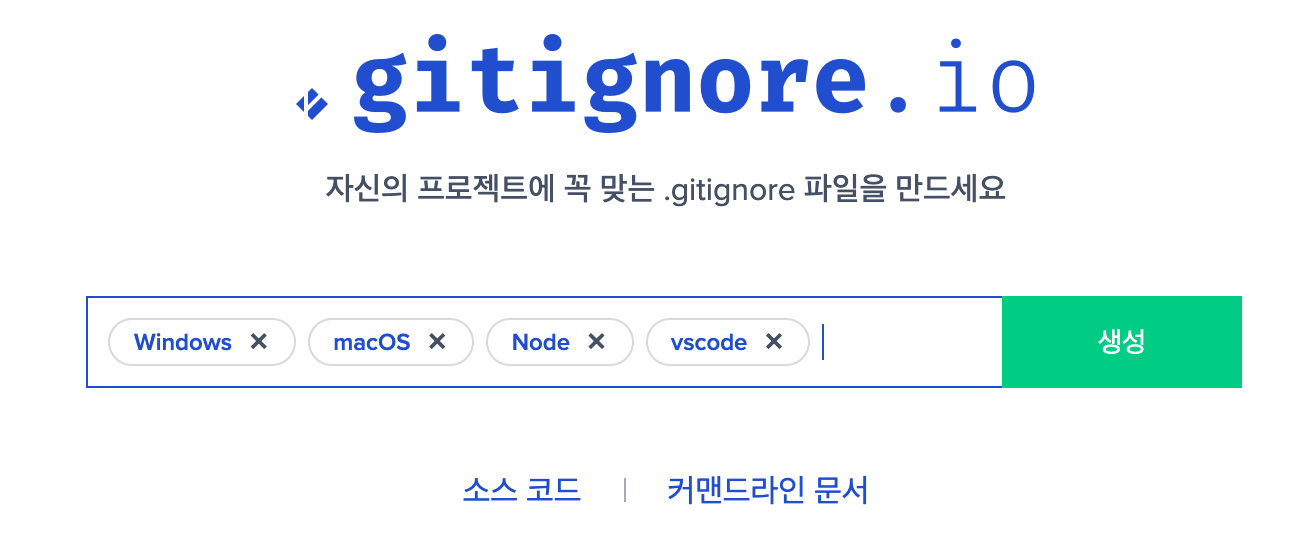 gitignore.io
자신의 프로젝트에 꼭 맞는 .gitignore 파일을 만드세요
Windows × macOS × Node × vscode × 생성
소스 코드 | 커맨드라인 문서